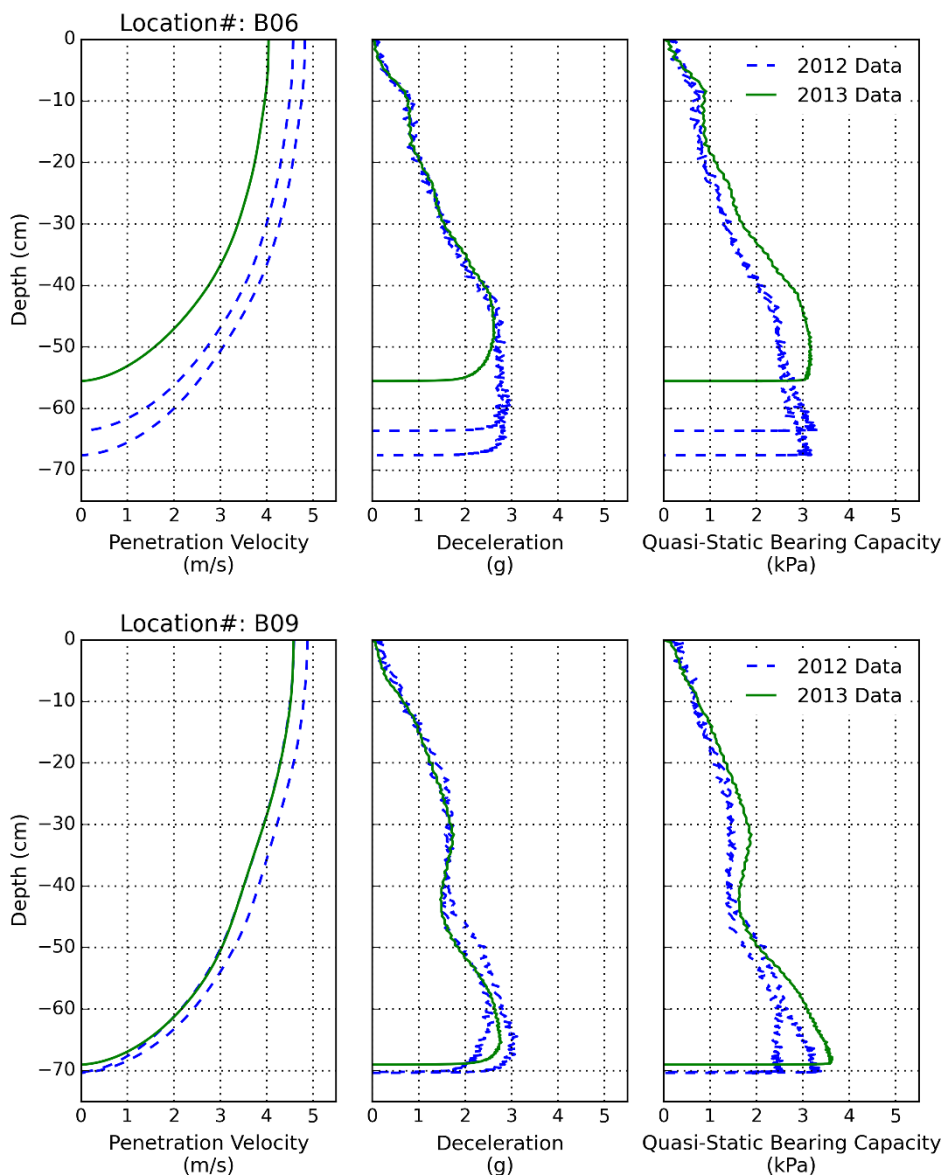 Location#: B06
0
−10
−20
−30
−40
−50
−60
−70
Depth (cm)
0 1 2 3 4 5
Penetration Velocity
(m/s)
0 1 2 3 4 5
Deceleration
(g)
2012 Data
2013 Data
0 1 2 3 4 5
Quasi-Static Bearing Capacity
(kPa)
Location#: B09
0
−10
−20
−30
−40
−50
−60
−70
Depth (cm)
0 1 2 3 4 5
Penetration Velocity
(m/s)
0 1 2 3 4 5
Deceleration
(g)
2012 Data
2013 Data
0 1 2 3 4 5
Quasi-Static Bearing Capacity
(kPa)